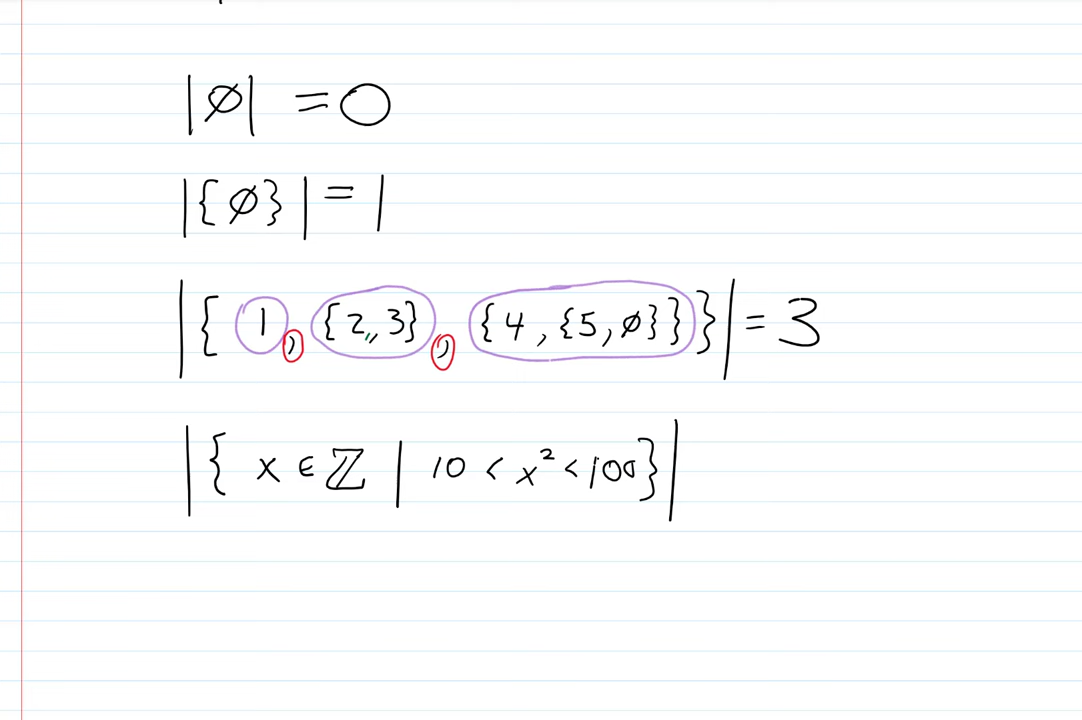 |∅| = 0
|{∅}| = 1
|{ 1, {2,,3}, {4, {5, ∅}}}| = 3
|{ x ∈ ℤ | 10 < x² < 100}|